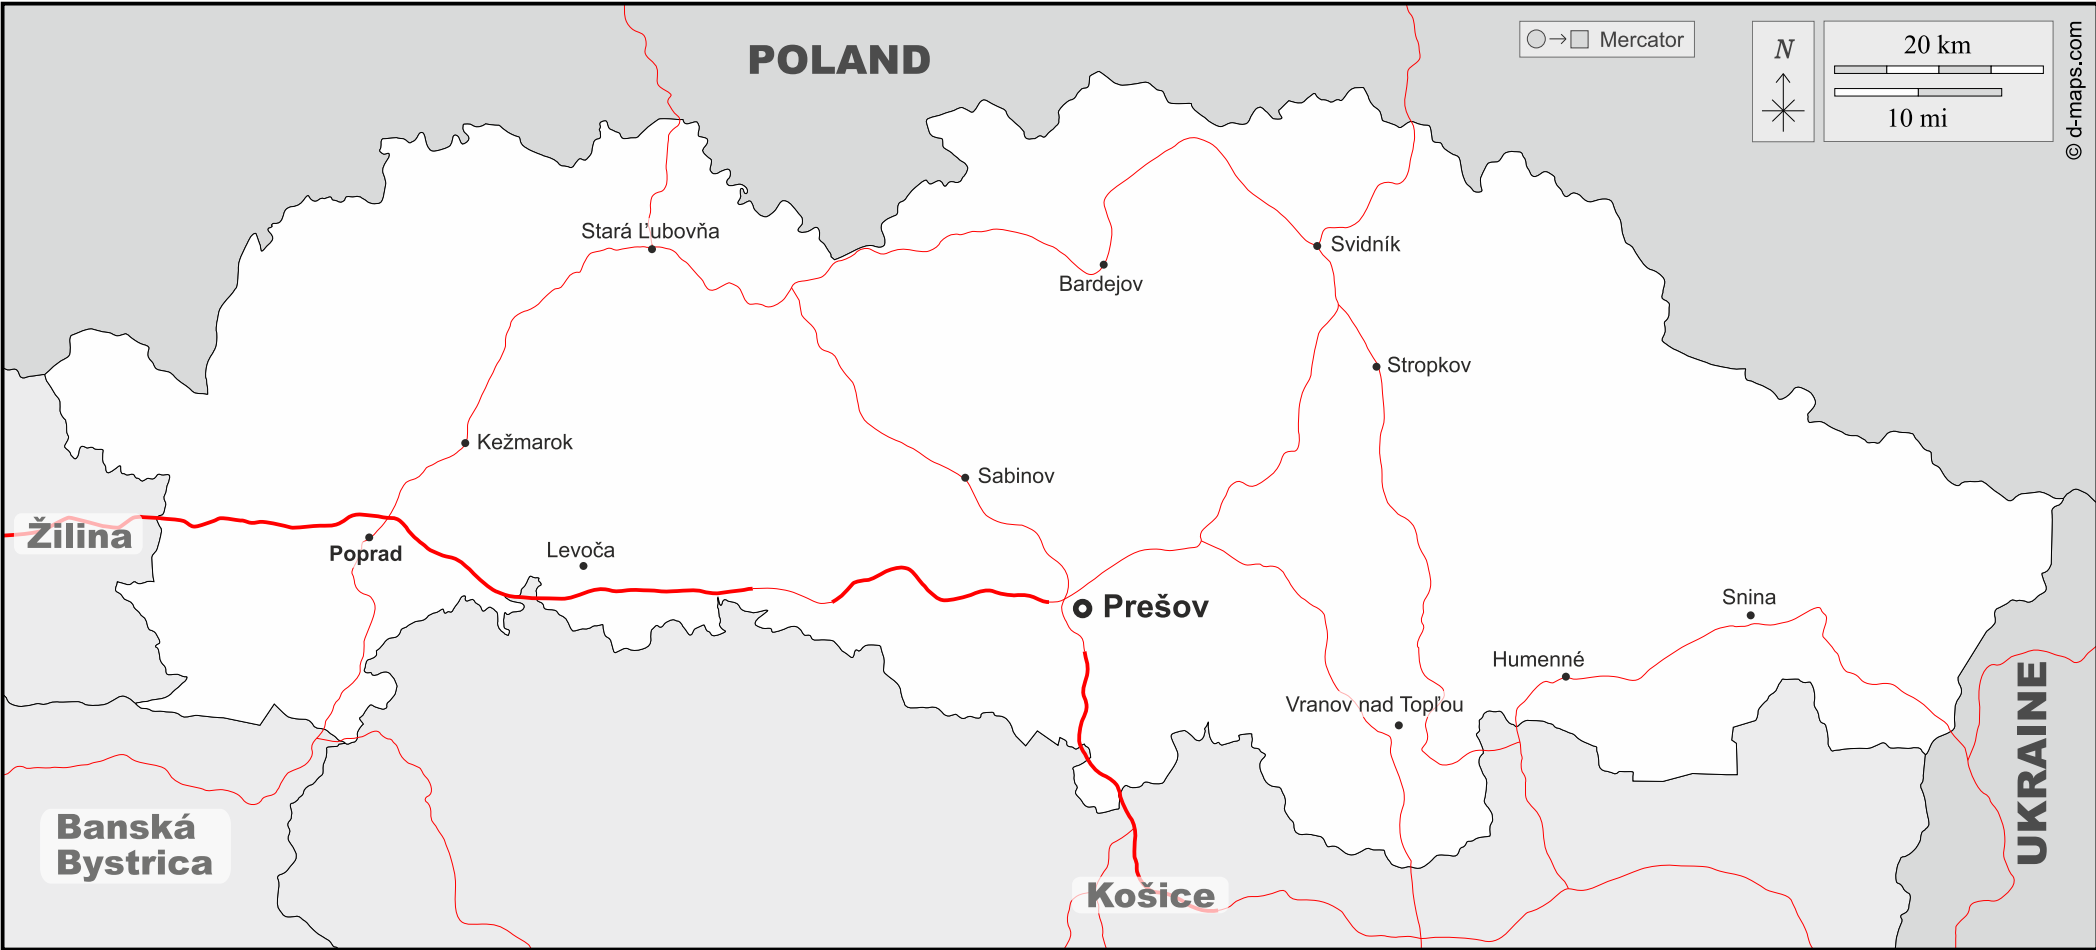 POLAND
Mercator
N
20 km
10 mi
© d-maps.com
Stará Ľubovňa
Svidník
Bardejov
Stropkov
Kežmarok
Sabinov
Žilina
Poprad
Levoča
Prešov
Snina
Humenné
Vranov nad Topľou
UKRAINE
Banská
Bystrica
Košice